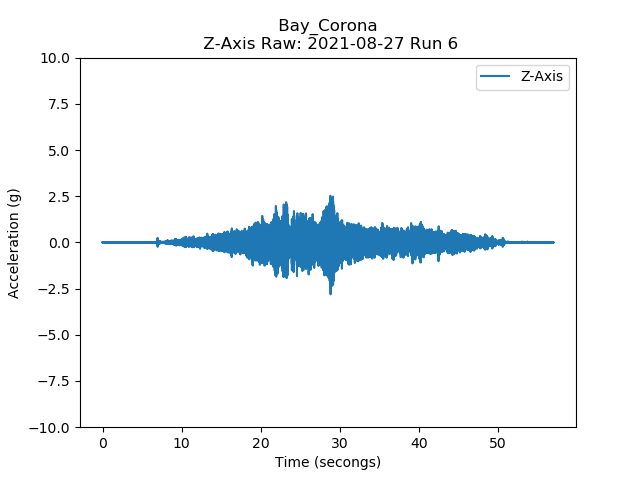 Bay_Corona
Z-Axis Raw: 2021-08-27 Run 6
Z-Axis
10.0
7.5
5.0
2.5
0.0
−2.5
−5.0
−7.5
−10.0
Acceleration (g)
0 10 20 30 40 50
Time (secongs)